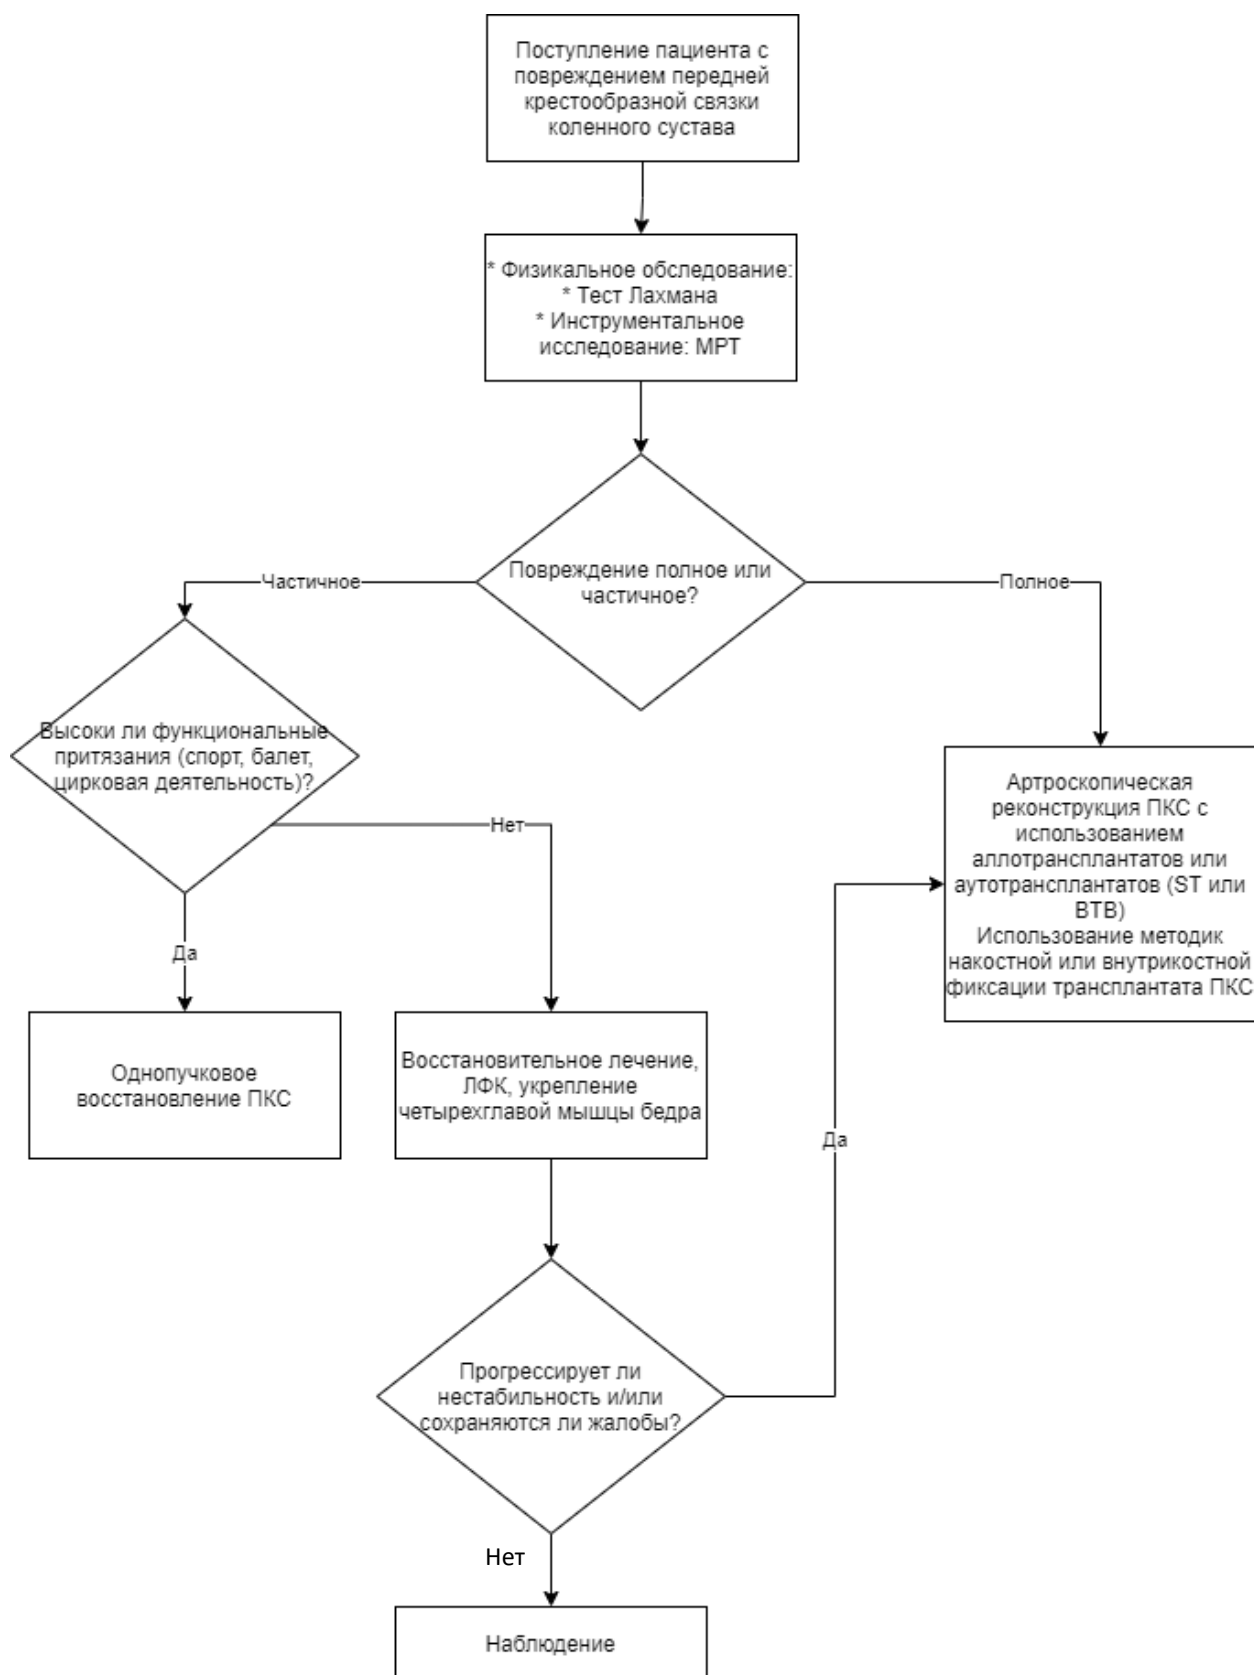 Поступление пациента с
повреждением передней
крестообразной связки
коленного сустава
* Физикальное обследование:
* Тест Лахмана
* Инструментальное
исследование: МРТ
Повреждение полное или
частичное?
Частичное
Полное
Высоки ли функциональные
притязания (спорт, балет,
цирковая деятельность)?
Нет
Да
Артроскопическая
реконструкция ПКС с
использованием
аллотрансплантатов или
аутотрансплантатов (ST или
BTB)
Использование методик
накостной или внутрикостной
фиксации трансплантата ПКС
Однопучковое
восстановление ПКС
Восстановительное лечение,
ЛФК, укрепление
четырехглавой мышцы бедра
Да
Прогрессирует ли
нестабильность и/или
сохраняются ли жалобы?
Нет
Наблюдение